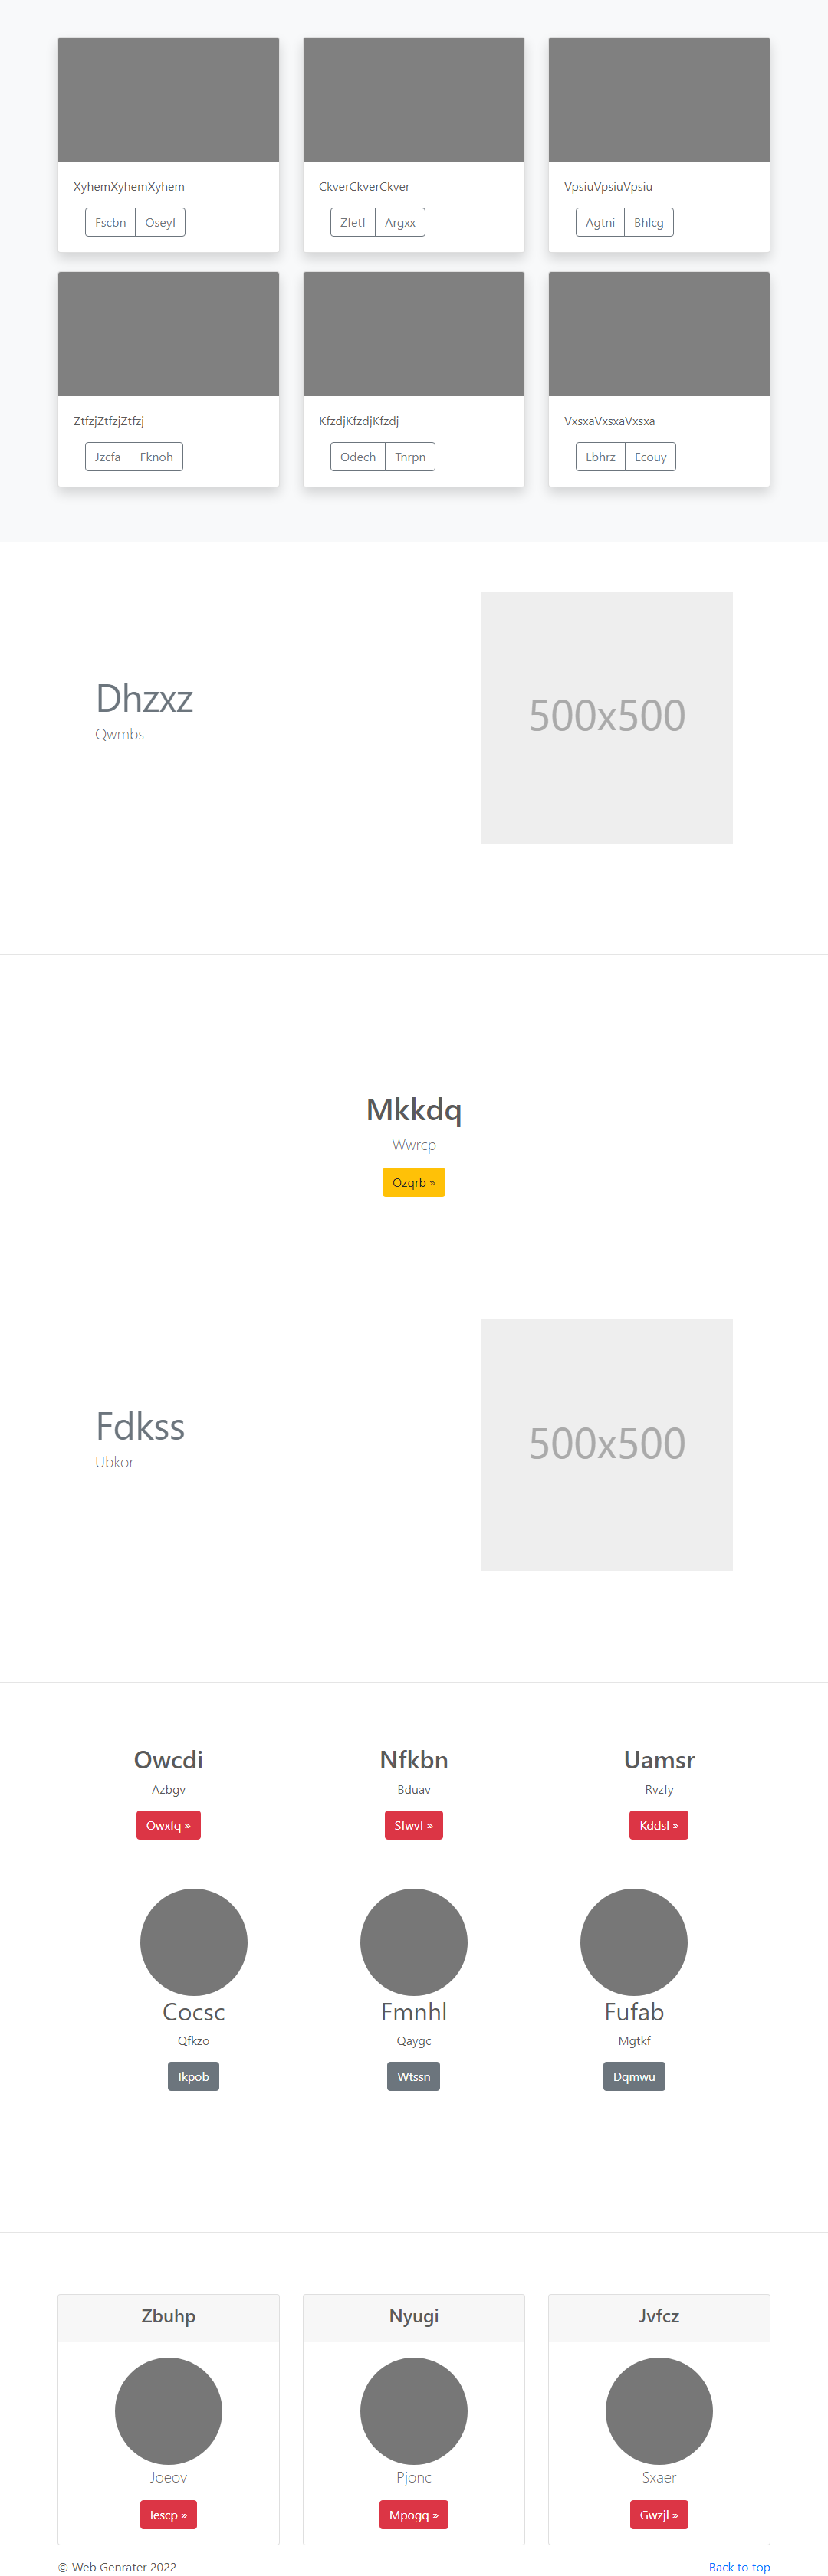 XyhemXyhemXyhem
CkverCkverCkver
VpsiuVpsiuVpsiu
Fscbn Oseyf
Zfetf Argxx
Agtni Bhlcg
ZtfzjZtfzjZtfzj
KfzdjKfzdjKfzdj
VxsxaVxsxaVxsxa
Jzcfa Fknoh
Odech Tnrpn
Lbhrz Ecouy
Dhzxz
Qwmbs
500x500
Mkkdq
Wwrcp
Ozqrb »
Fdkss
Ubkor
500x500
Owcdi
Nfkbn
Uamsr
Azbgv
Bduav
Rvzfy
Owxfq »
Sfwvf »
Kddsl »
Cocsc
Fmnhl
Fufab
Qfkzo
Qaygc
Mgtkf
Ikpob
Wtssn
Dqmwu
Zbuhp
Nyugi
Jvfcz
Joeov
Pjonc
Sxaer
Iescp »
Mpogq »
Gwzjl »
© Web Genrater 2022
Back to top